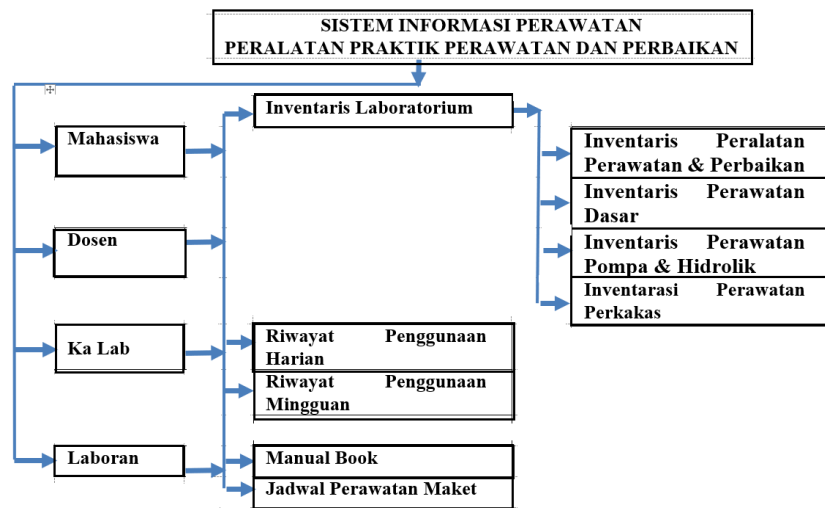 SISTEM INFORMASI PERAWATAN
PERALATAN PRAKTIK PERAWATAN DAN PERBAIKAN
Mahasiswa
Dosen
Ka Lab
Laboran
Inventaris Laboratorium
Riwayat Penggunaan
Harian
Riwayat Penggunaan
Mingguan
Manual Book
Jadwal Perawatan Maket
Inventaris Peralatan
Perawatan & Perbaikan
Inventaris Perawatan
Dasar
Inventaris Perawatan
Pompa & Hidrolik
Inventarasi Perawatan
Perkakas